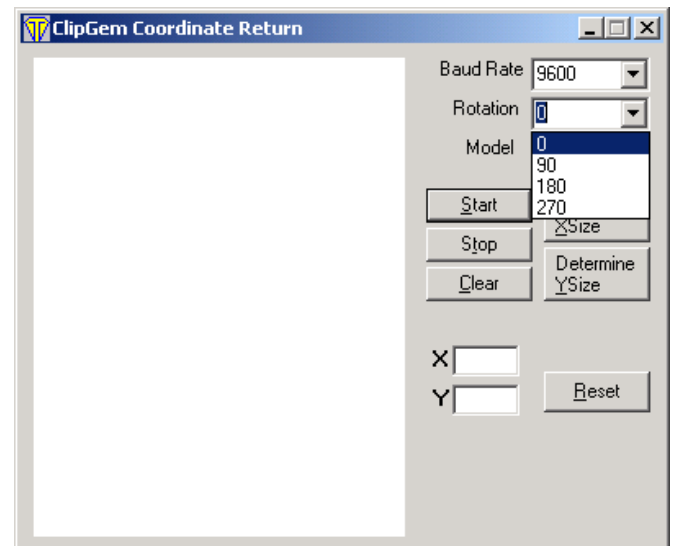 ClipGem Coordinate Return
Baud Rate 9600
Rotation 0
Model 0
90
180
270
Start
XSize
Stop
Determine
YSize
Clear
X
Y
Reset